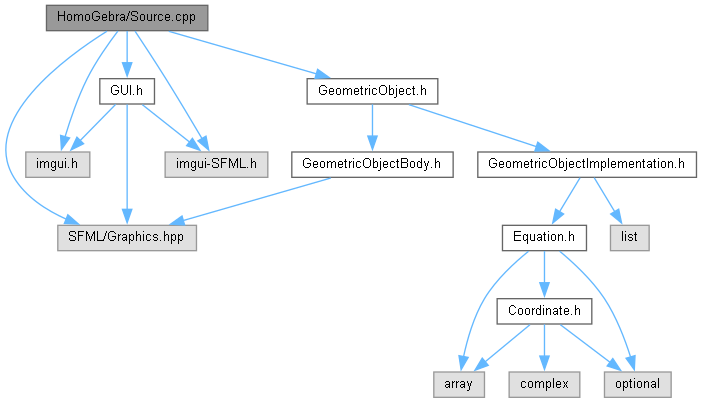 HomoGebra/Source.cpp
GUI.h
GeometricObject.h
imgui.h
imgui-SFML.h
GeometricObjectBody.h
GeometricObjectImplementation.h
SFML/Graphics.hpp
Equation.h
list
Coordinate.h
array
complex
optional